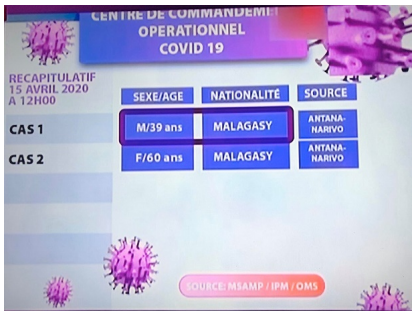 CENTRE DE COMMANDEMENT
OPERATIONNEL
COVID 19
RECAPITULATIF
15 AVRIL 2020
A 12H00
SEXE/AGE NATIONALITÉ SOURCE
CAS 1 M/39 ans MALAGASY ANTANA-
NARIVO
CAS 2 F/60 ans MALAGASY ANTANA-
NARIVO
SOURCE: MSAMP / IPM / OMS